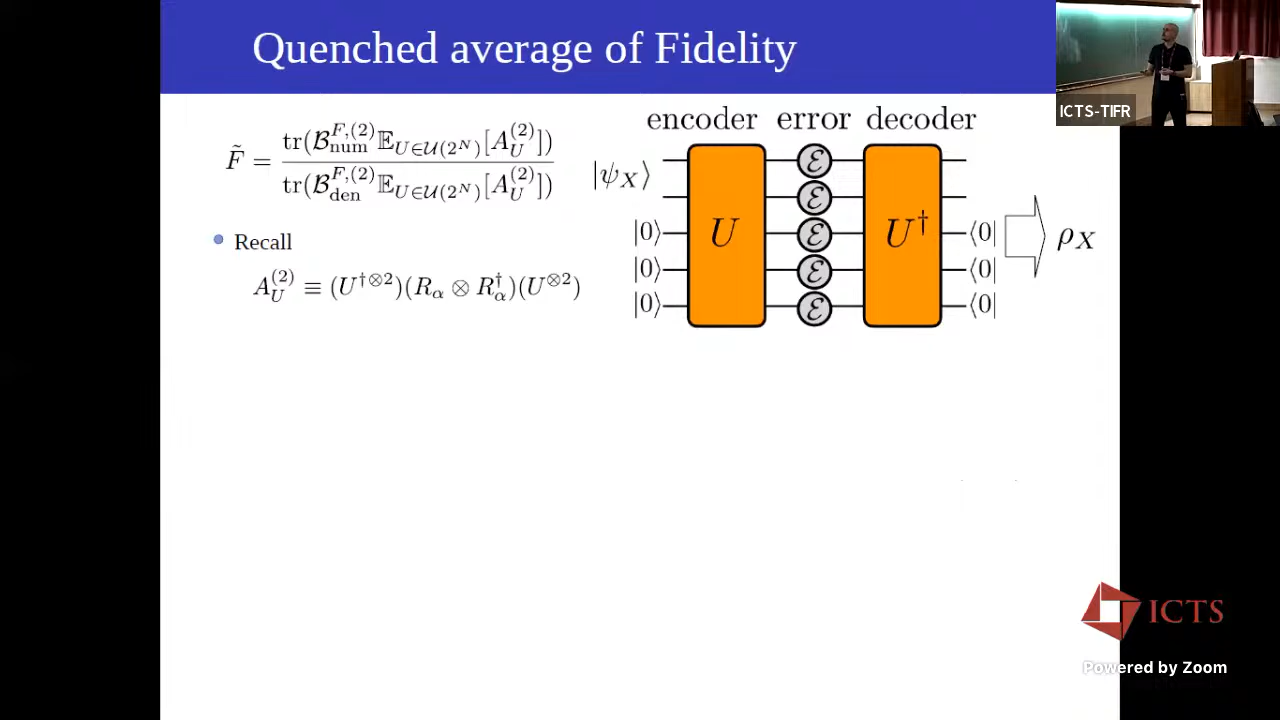 Quenched average of Fidelity
ICTS-TIFR
F̃ = tr(𝓑_num^{F,(2)} 𝔼_{U∈𝒰(2^N)}[A_U^{(2)}]) / tr(𝓑_den^{F,(2)} 𝔼_{U∈𝒰(2^N)}[A_U^{(2)}])
Recall
A_U^{(2)} ≡ (U^{†⊗2})(R_α ⊗ R_α^†)(U^{⊗2})
encoder error decoder
|ψ_X⟩
ℰ
ℰ
|0⟩ U ℰ U^† ⟨0| ρ_X
|0⟩ ℰ ⟨0|
|0⟩ ℰ ⟨0|
ICTS
Powered by Zoom